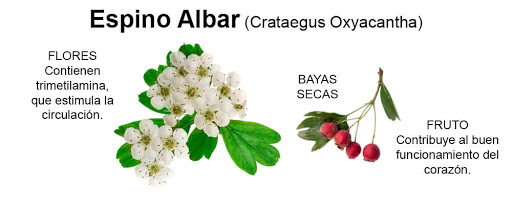 Espino Albar (Crataegus Oxyacantha)
FLORES
Contienen
trimetilamina,
que estimula la
circulación.
BAYAS
SECAS
FRUTO
Contribuye al buen
funcionamiento del
corazón.